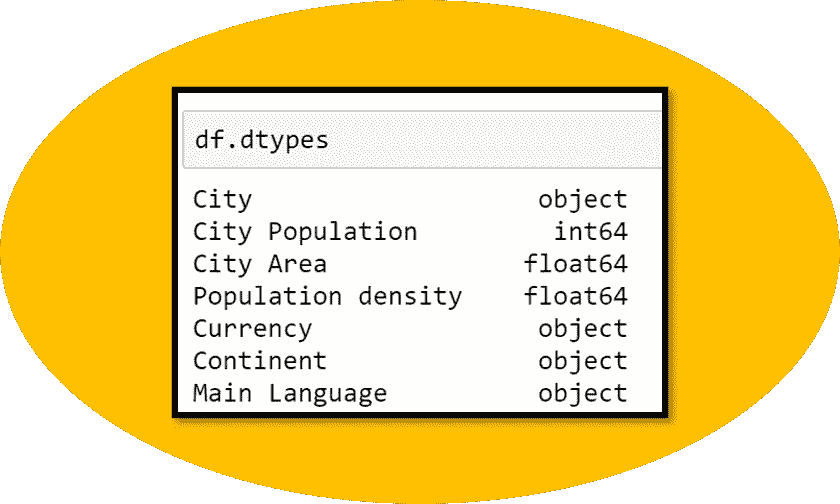 df.dtypes
City object
City Population int64
City Area float64
Population density float64
Currency object
Continent object
Main Language object